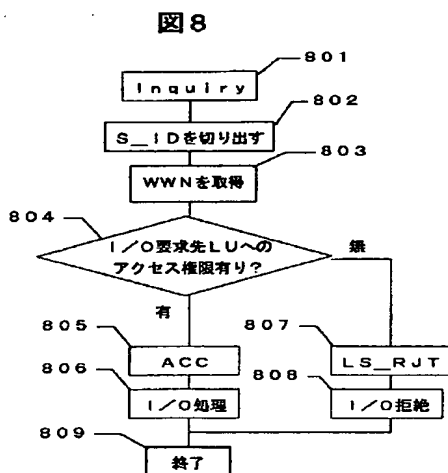 図8
801
Inquiry
802
S_IDを切り出す
803
WWNを取得
804
I/O要求先LUへの
アクセス権限有り?
無
有
805
ACC
807
LS_RJT
806
I/O処理
808
I/O拒絶
809
終了